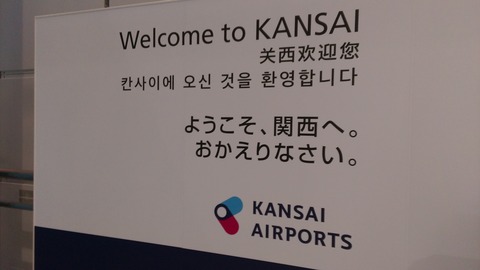 Welcome to KANSAI
关西欢迎您
칸사이에 오신 것을 환영합니다
ようこそ、関西へ。
おかえりなさい。
KANSAI
AIRPORTS